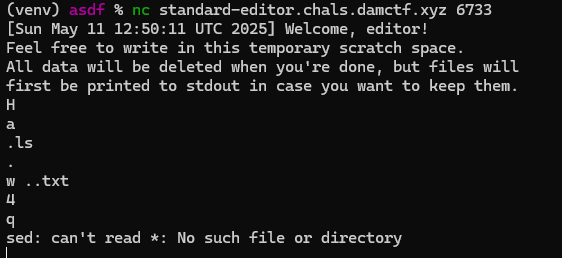 (venv) asdf % nc standard-editor.chals.damctf.xyz 6733
[Sun May 11 12:50:11 UTC 2025] Welcome, editor!
Feel free to write in this temporary scratch space.
All data will be deleted when you're done, but files will
first be printed to stdout in case you want to keep them.
H
a
.ls
.
w ..txt
4
q
sed: can't read *: No such file or directory